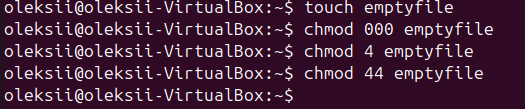 oleksii@oleksii-VirtualBox:~$ touch emptyfile
oleksii@oleksii-VirtualBox:~$ chmod 000 emptyfile
oleksii@oleksii-VirtualBox:~$ chmod 4 emptyfile
oleksii@oleksii-VirtualBox:~$ chmod 44 emptyfile
oleksii@oleksii-VirtualBox:~$